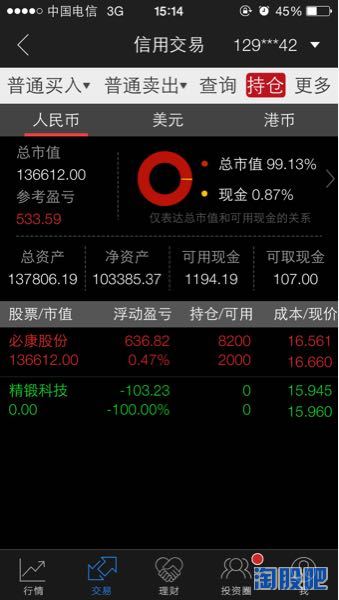 中国电信 3G 15:14 45%
信用交易 129***42
普通买入 普通卖出 查询 持仓 更多
人民币 美元 港币
总市值
136612.00
参考盈亏
533.59
总市值 99.13%
现金 0.87%
仅表达总市值和可用现金的关系
总资产 净资产 可用现金 可取现金
137806.19 103385.37 1194.19 107.00
股票/市值 浮动盈亏 持仓/可用 成本/现价
必康股份 636.82 8200 16.561
136612.00 0.47% 2000 16.660
精锻科技 -103.23 0 15.945
0.00 -100.00% 0 15.960
行情 交易 理财 投资圈 我
淘股吧